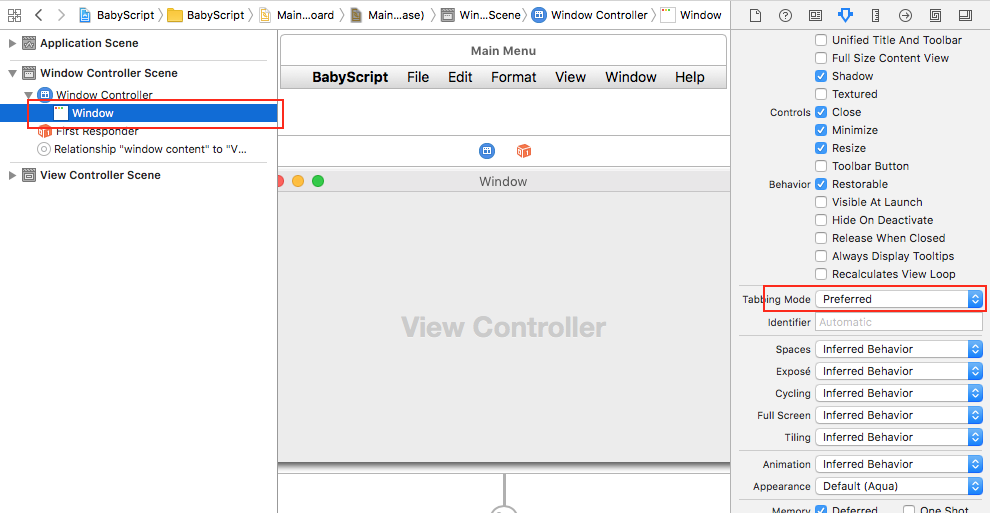 BabyScript BabyScript Main....oard Main....ase) Win...Scene) Window Controller Window
Application Scene
Window Controller Scene
Window Controller
Window
First Responder
Relationship "window content" to "V...
View Controller Scene
Main Menu
BabyScript File Edit Format View Window Help
Window
View Controller
Unified Title And Toolbar
Full Size Content View
Shadow
Textured
Controls Close
Minimize
Resize
Toolbar Button
Behavior Restorable
Visible At Launch
Hide On Deactivate
Release When Closed
Always Display Tooltips
Recalculates View Loop
Tabbing Mode Preferred
Identifier Automatic
Spaces Inferred Behavior
Exposé Inferred Behavior
Cycling Inferred Behavior
Full Screen Inferred Behavior
Tiling Inferred Behavior
Animation Inferred Behavior
Appearance Default (Aqua)
Memory Deferred One Shot